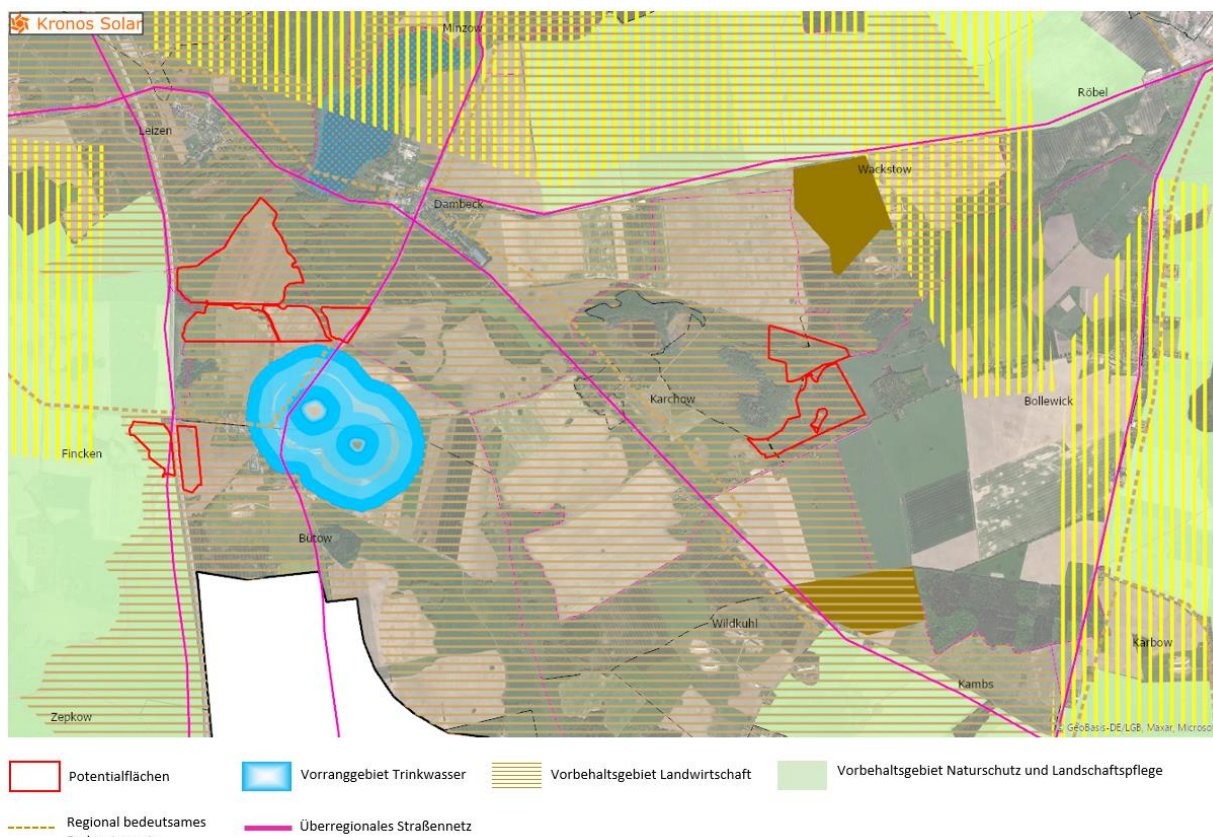 Kronos Solar
Minzow
Röbel
Leizen
Wackstow
Dambeck
Karchow
Bollewick
Fincken
Bütow
Wildkuhl
Karbow
Kambs
Zepkow
© GeoBasis-DE/LGB, Maxar, Microso
Potentialflächen
Vorranggebiet Trinkwasser
Vorbehaltsgebiet Landwirtschaft
Vorbehaltsgebiet Naturschutz und Landschaftspflege
Regional bedeutsames
Überregionales Straßennetz